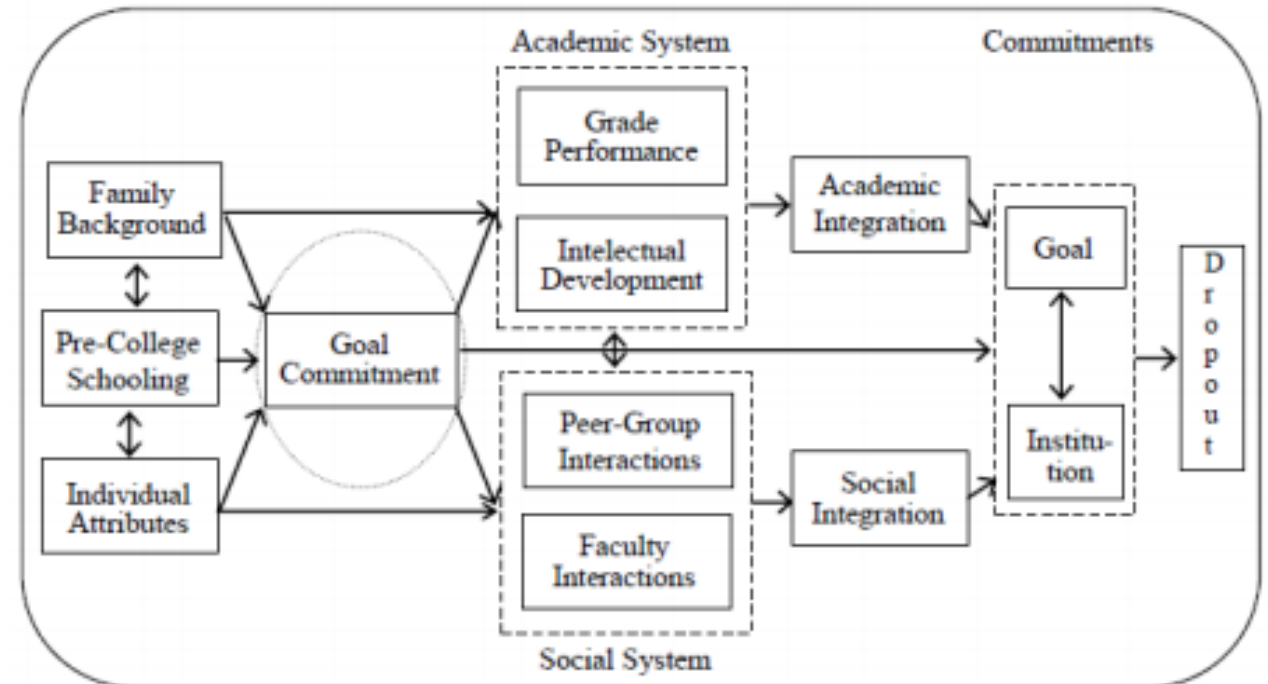 Academic System
Commitments
Grade
Performance
Family
Background
Academic
Integration
Intelectual
Development
Goal
Pre-College
Schooling
Goal
Commitment
Individual
Attributes
Peer-Group
Interactions
Social
Integration
Institu-
tion
Faculty
Interactions
Social System
D
r
o
p
o
u
t